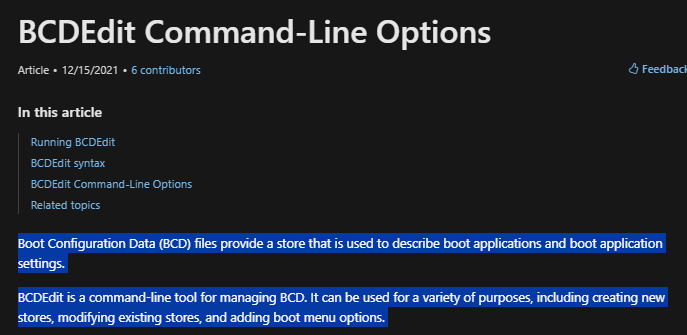 BCDEdit Command-Line Options
Article • 12/15/2021 • 6 contributors
Feedback
In this article
Running BCDEdit
BCDEdit syntax
BCDEdit Command-Line Options
Related topics
Boot Configuration Data (BCD) files provide a store that is used to describe boot applications and boot application
settings.
BCDEdit is a command-line tool for managing BCD. It can be used for a variety of purposes, including creating new
stores, modifying existing stores, and adding boot menu options.